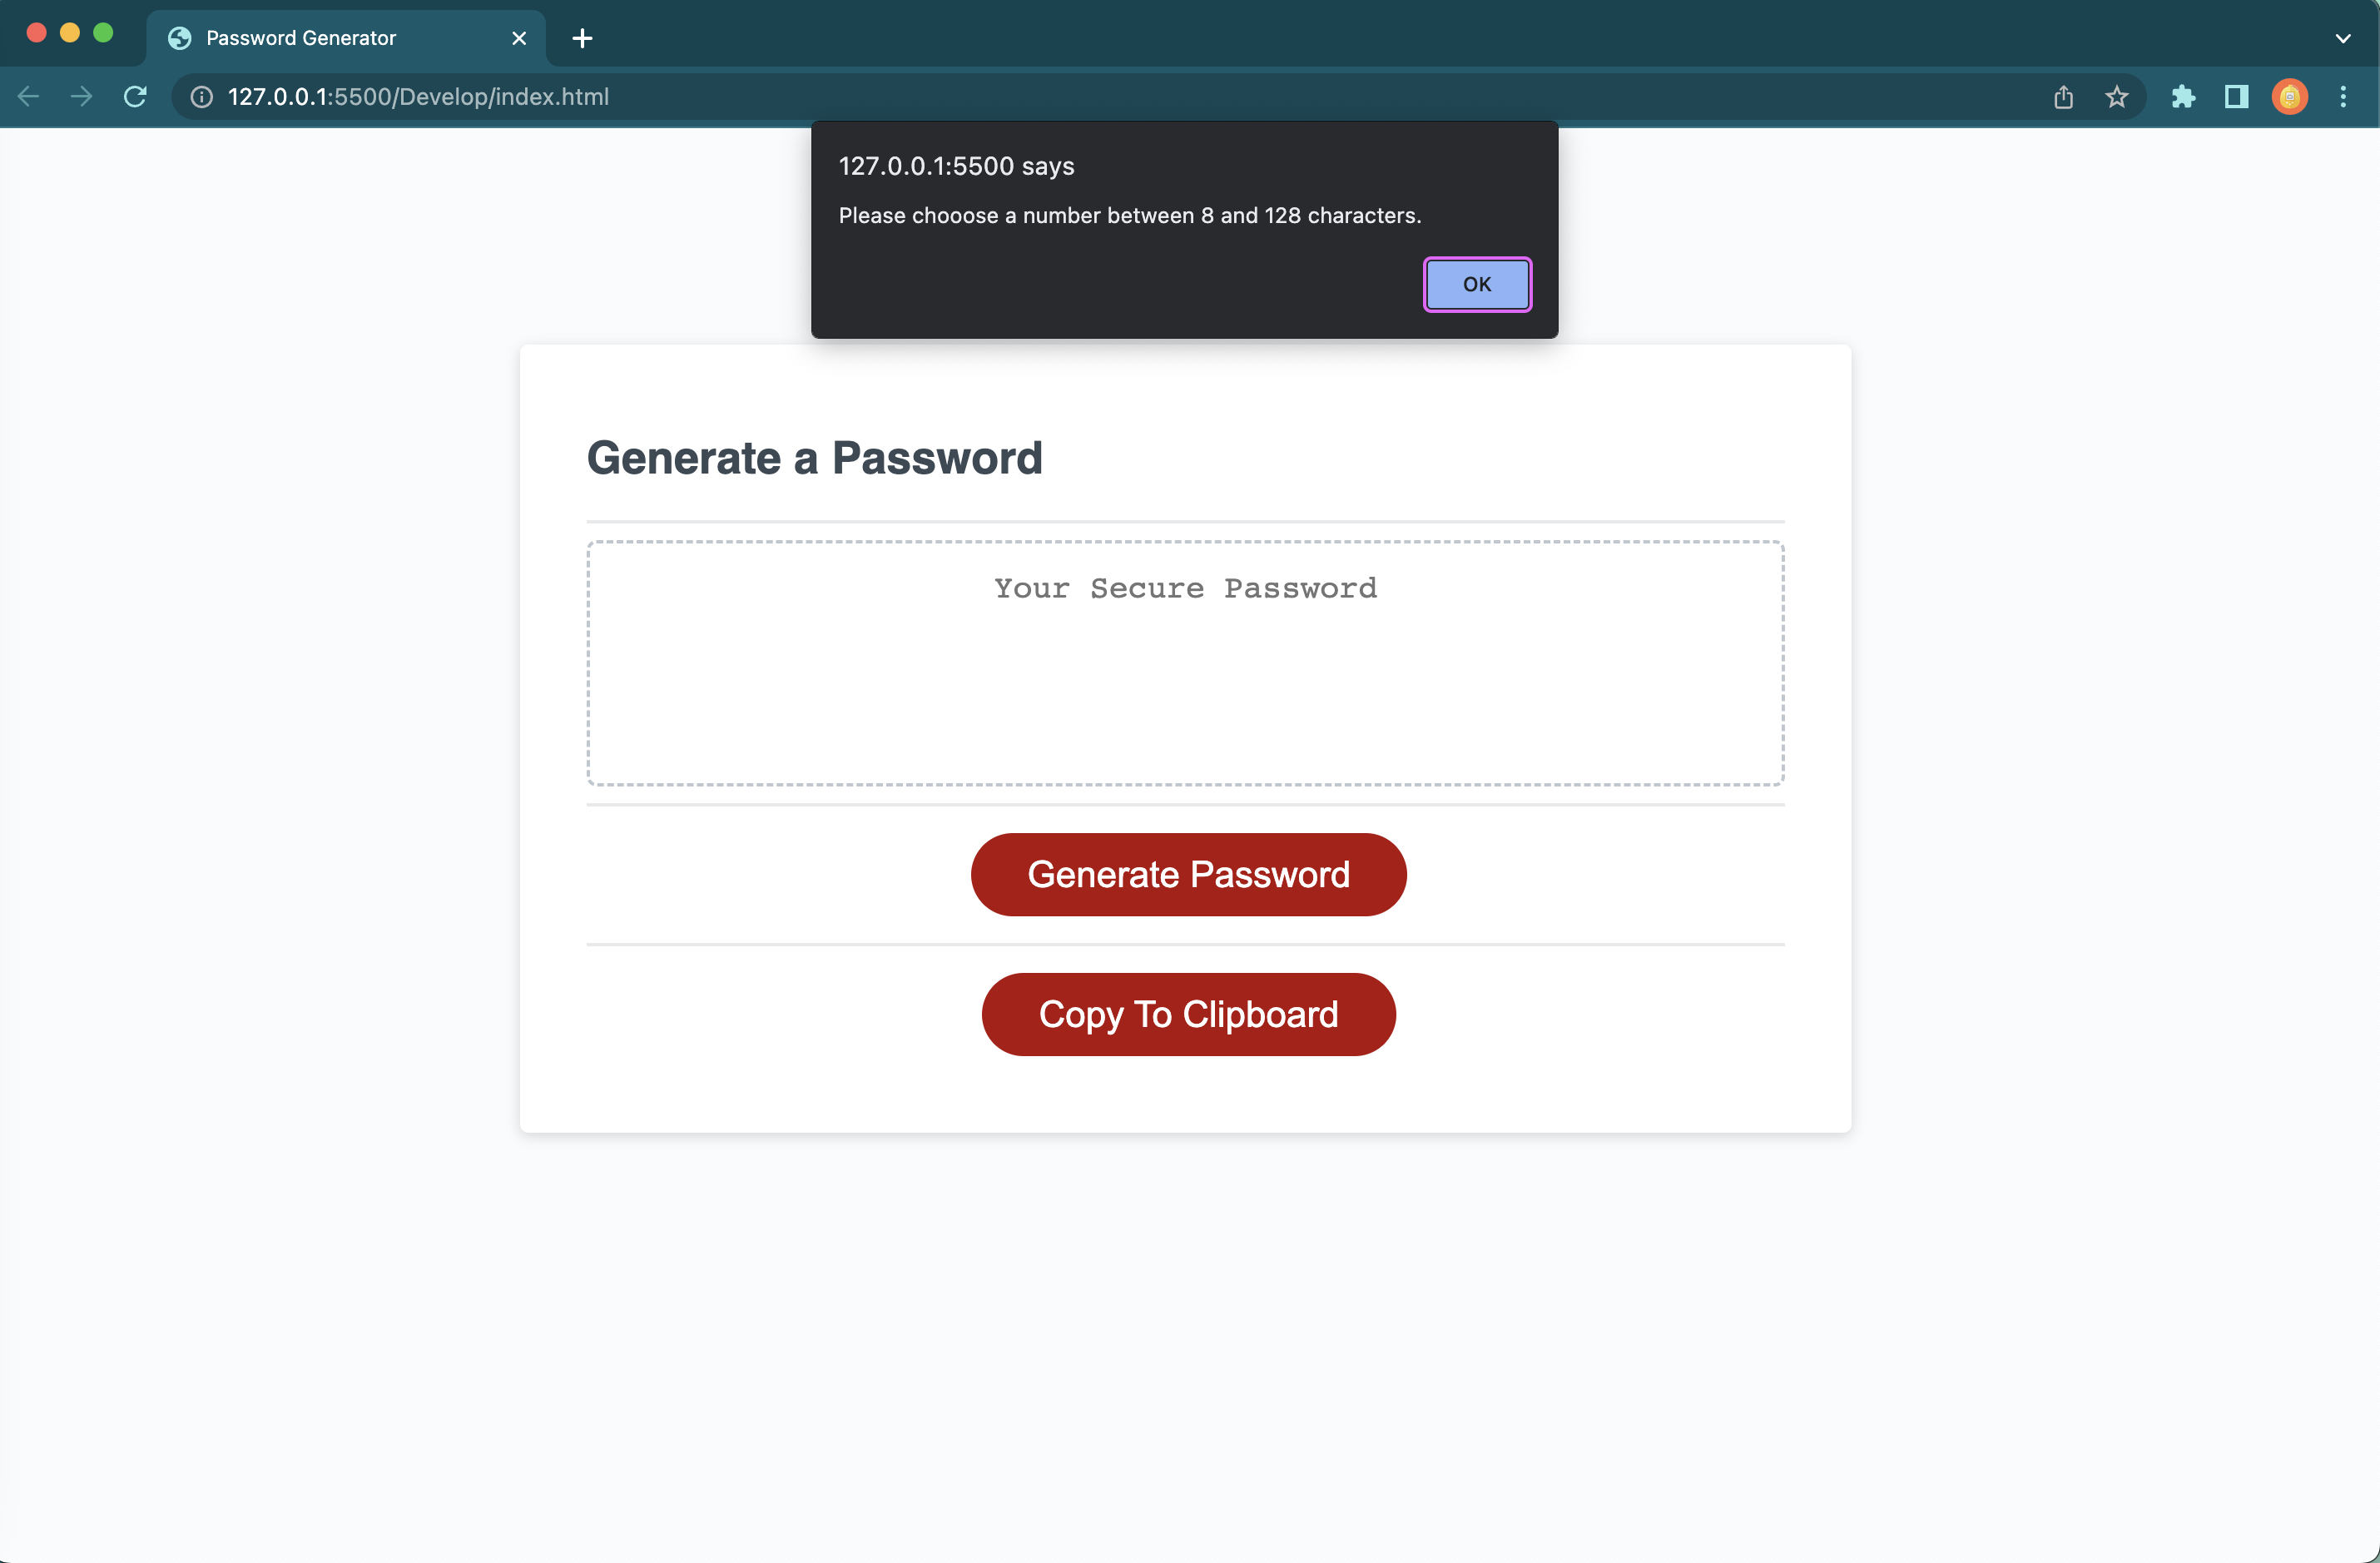 Password Generator
127.0.0.1:5500/Develop/index.html
127.0.0.1:5500 says
Please chooose a number between 8 and 128 characters.
OK
Generate a Password
Your Secure Password
Generate Password
Copy To Clipboard